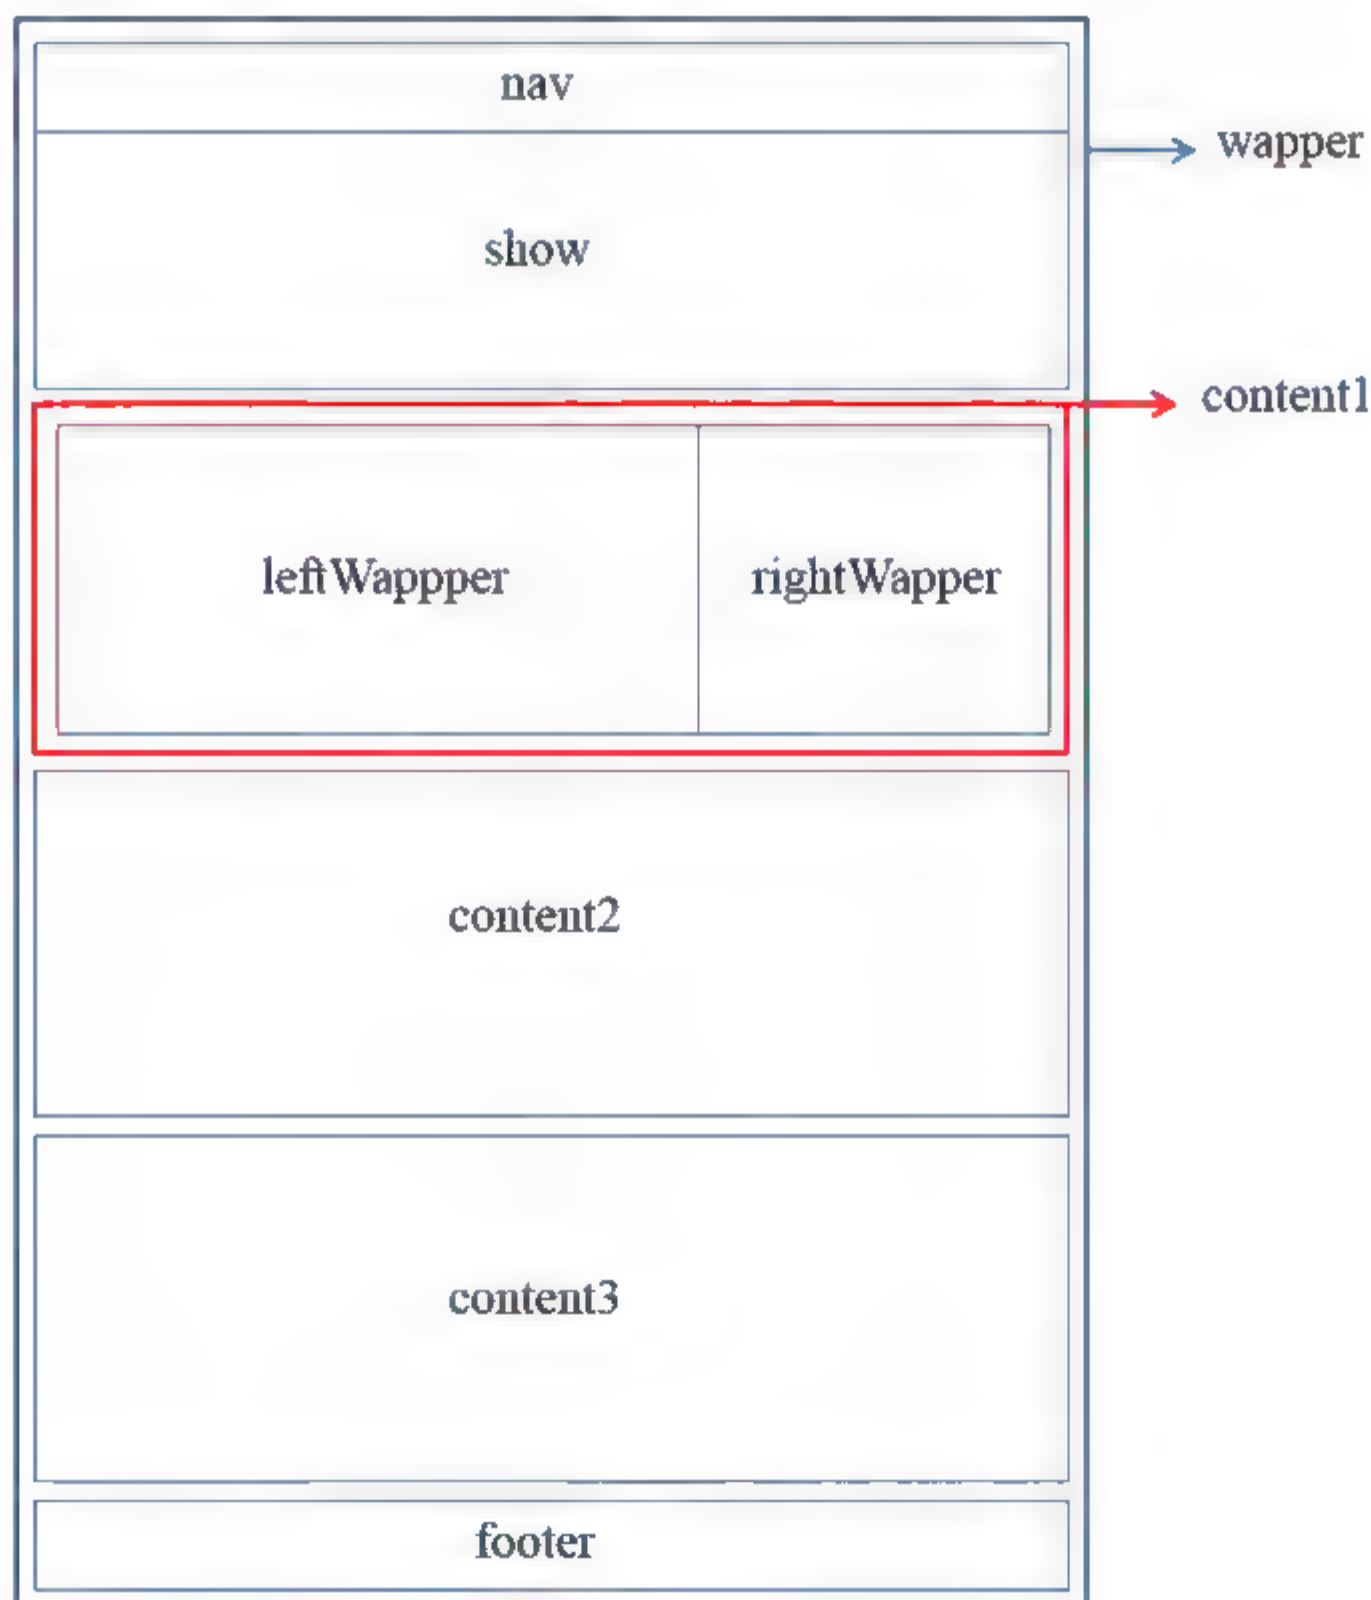 nav
wapper
show
content1
leftWappper
rightWapper
content2
content3
footer